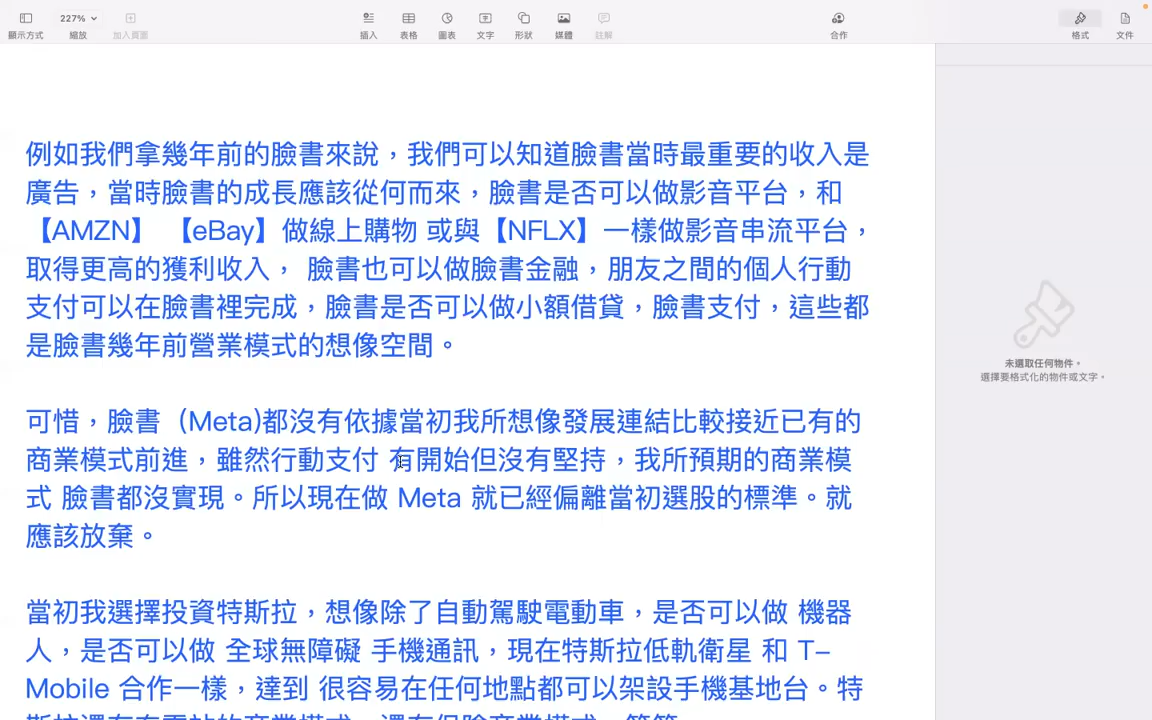 227%
顯示方式 縮放 加入頁面 插入 表格 圖表 文字 形狀 媒體 註解 合作 格式 文件
例如我們拿幾年前的臉書來說，我們可以知道臉書當時最重要的收入是
廣告，當時臉書的成長應該從何而來，臉書是否可以做影音平台，和
【AMZN】 【eBay】做線上購物 或與【NFLX】一樣做影音串流平台，
取得更高的獲利收入， 臉書也可以做臉書金融，朋友之間的個人行動
支付可以在臉書裡完成，臉書是否可以做小額借貸，臉書支付，這些都
是臉書幾年前營業模式的想像空間。
可惜，臉書（Meta)都沒有依據當初我所想像發展連結比較接近已有的
商業模式前進，雖然行動支付 有開始但沒有堅持，我所預期的商業模
式 臉書都沒實現。所以現在做 Meta 就已經偏離當初選股的標準。就
應該放棄。
當初我選擇投資特斯拉，想像除了自動駕駛電動車，是否可以做 機器
人，是否可以做 全球無障礙 手機通訊，現在特斯拉低軌衛星 和 T-
Mobile 合作一樣，達到 很容易在任何地點都可以架設手機基地台。特
未選取任何物件。
選擇要格式化的物件或文字。